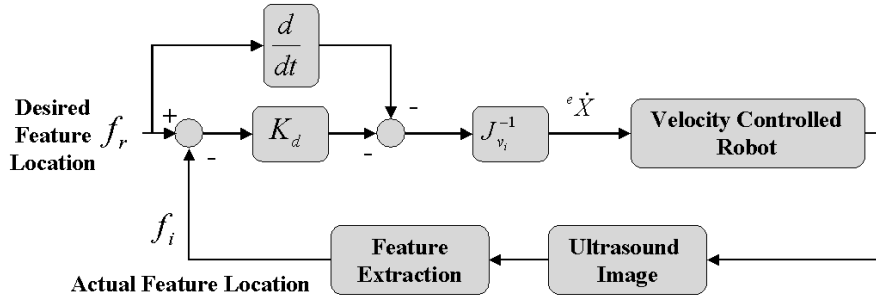 d
dt
-
Desired
Feature
Location
f_r
+
-
K_d
-
J_{v_i}^{-1}
^e Ẋ
Velocity Controlled
Robot
f_i
Feature
Extraction
Ultrasound
Image
Actual Feature Location